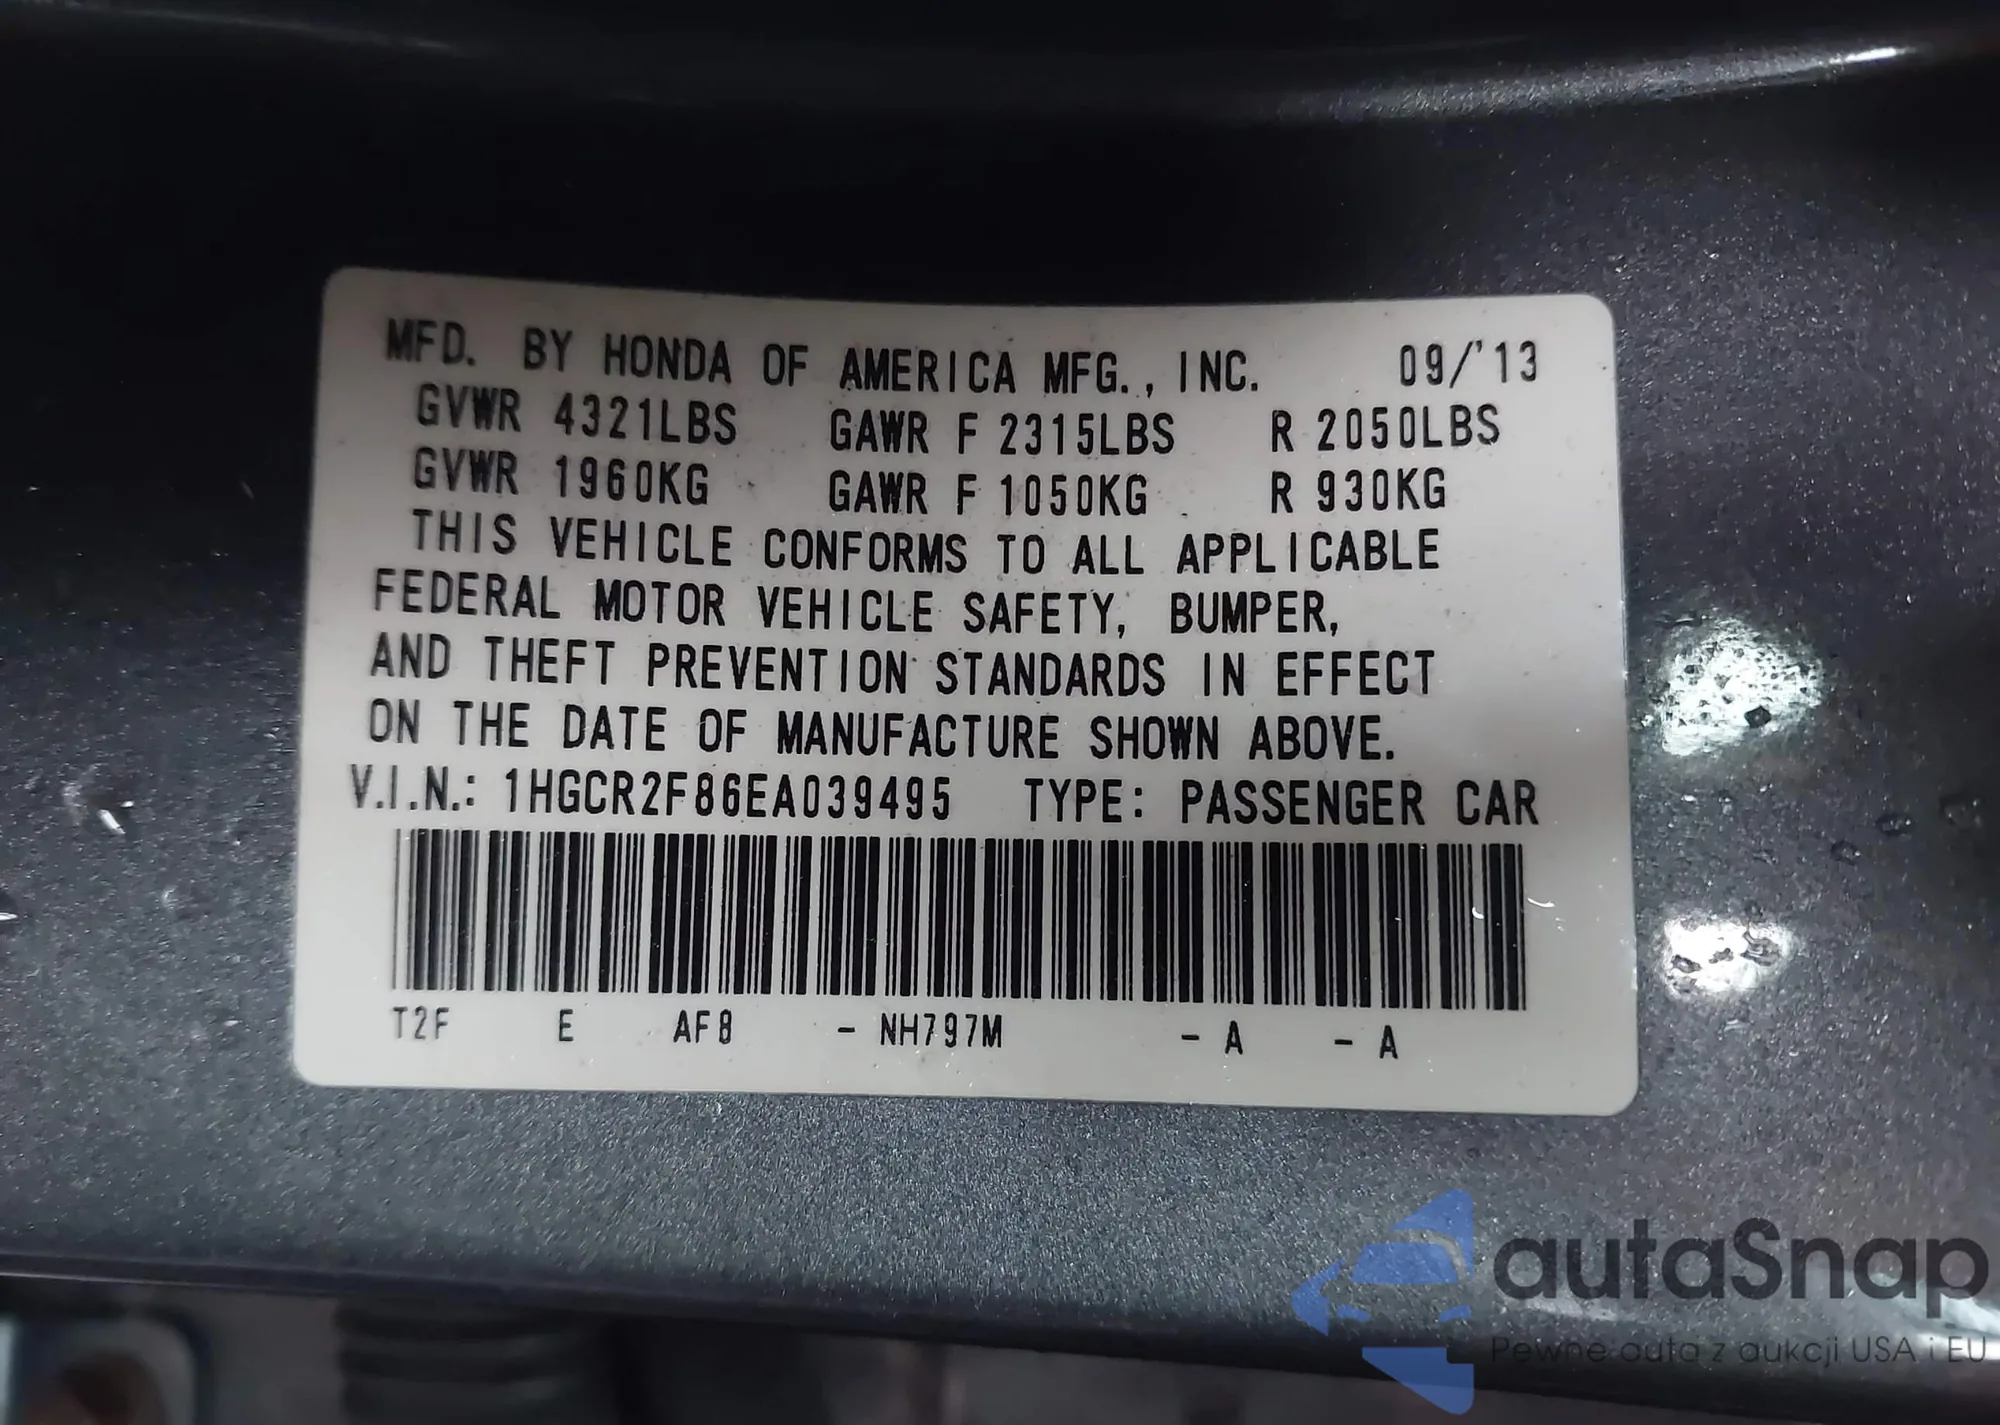 MFD. BY HONDA OF AMERICA MFG., INC. 09/'13
GVWR 4321LBS GAWR F 2315LBS R 2050LBS
GVWR 1960KG GAWR F 1050KG R 930KG
THIS VEHICLE CONFORMS TO ALL APPLICABLE
FEDERAL MOTOR VEHICLE SAFETY, BUMPER,
AND THEFT PREVENTION STANDARDS IN EFFECT
ON THE DATE OF MANUFACTURE SHOWN ABOVE.
V.I.N.: 1HGCR2F86EA039495 TYPE: PASSENGER CAR
T2F E AF8 - NH797M - A - A
autaSnap
Pewne auta z aukcji USA i EU